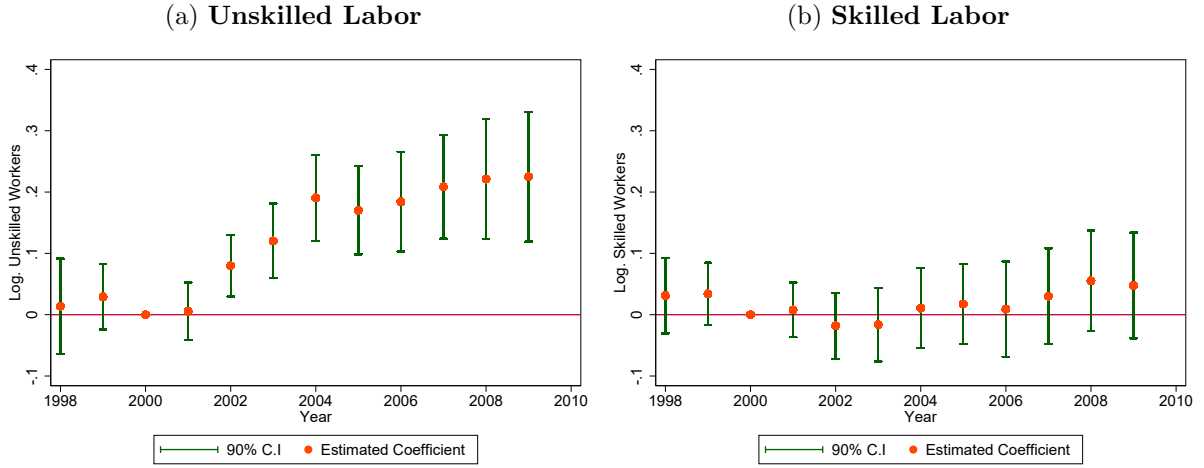 (a) Unskilled Labor
Log. Unskilled Workers
.4
.3
.2
.1
0
-.1
1998 2000 2002 2004 2006 2008 2010
Year
90% C.I Estimated Coefficient
(b) Skilled Labor
Log. Skilled Workers
.4
.3
.2
.1
0
-.1
1998 2000 2002 2004 2006 2008 2010
Year
90% C.I Estimated Coefficient